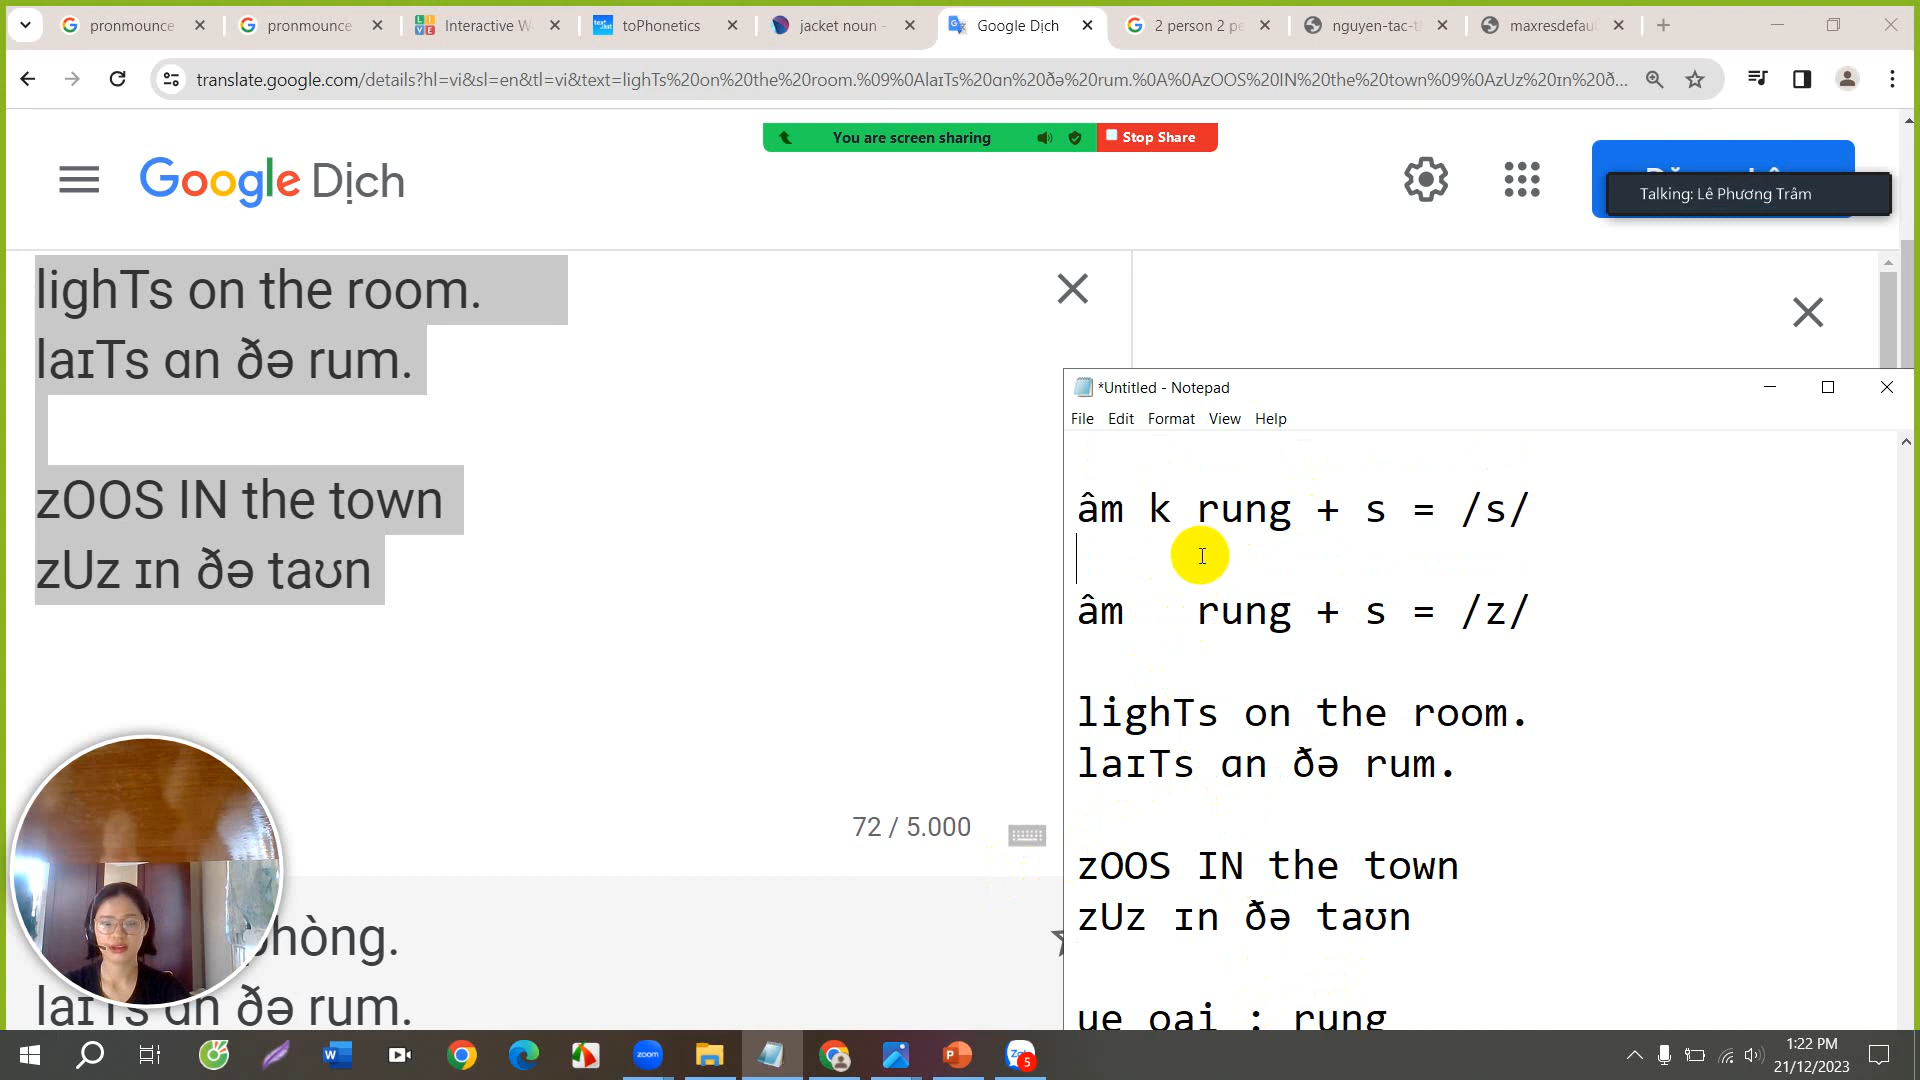 pronmounce
pronmounce
Interactive W
toPhonetics
jacket noun -
Google Dịch
2 person 2 pe
nguyen-tac-t
maxresdefau
translate.google.com/details?hl=vi&sl=en&tl=vi&text=lighTs%20on%20the%20room.%09%0AlaɪTs%20ɑn%20ðə%20rum.%0A%0AzOOS%20IN%20the%20town%09%0AzUz%20ɪn%20ð...
You are screen sharing
Stop Share
Google Dịch
Talking: Lê Phương Trâm
lighTs on the room.
laɪTs ɑn ðə rum.
zOOS IN the town
zUz ɪn ðə taʊn
72 / 5.000
phòng.
laɪTs ɑn ðə rum.
*Untitled - Notepad
File Edit Format View Help
âm k rung + s = /s/
âm rung + s = /z/
lighTs on the room.
laɪTs ɑn ðə rum.
zOOS IN the town
zUz ɪn ðə taʊn
ue oai : rung
zoom
5
1:22 PM
21/12/2023